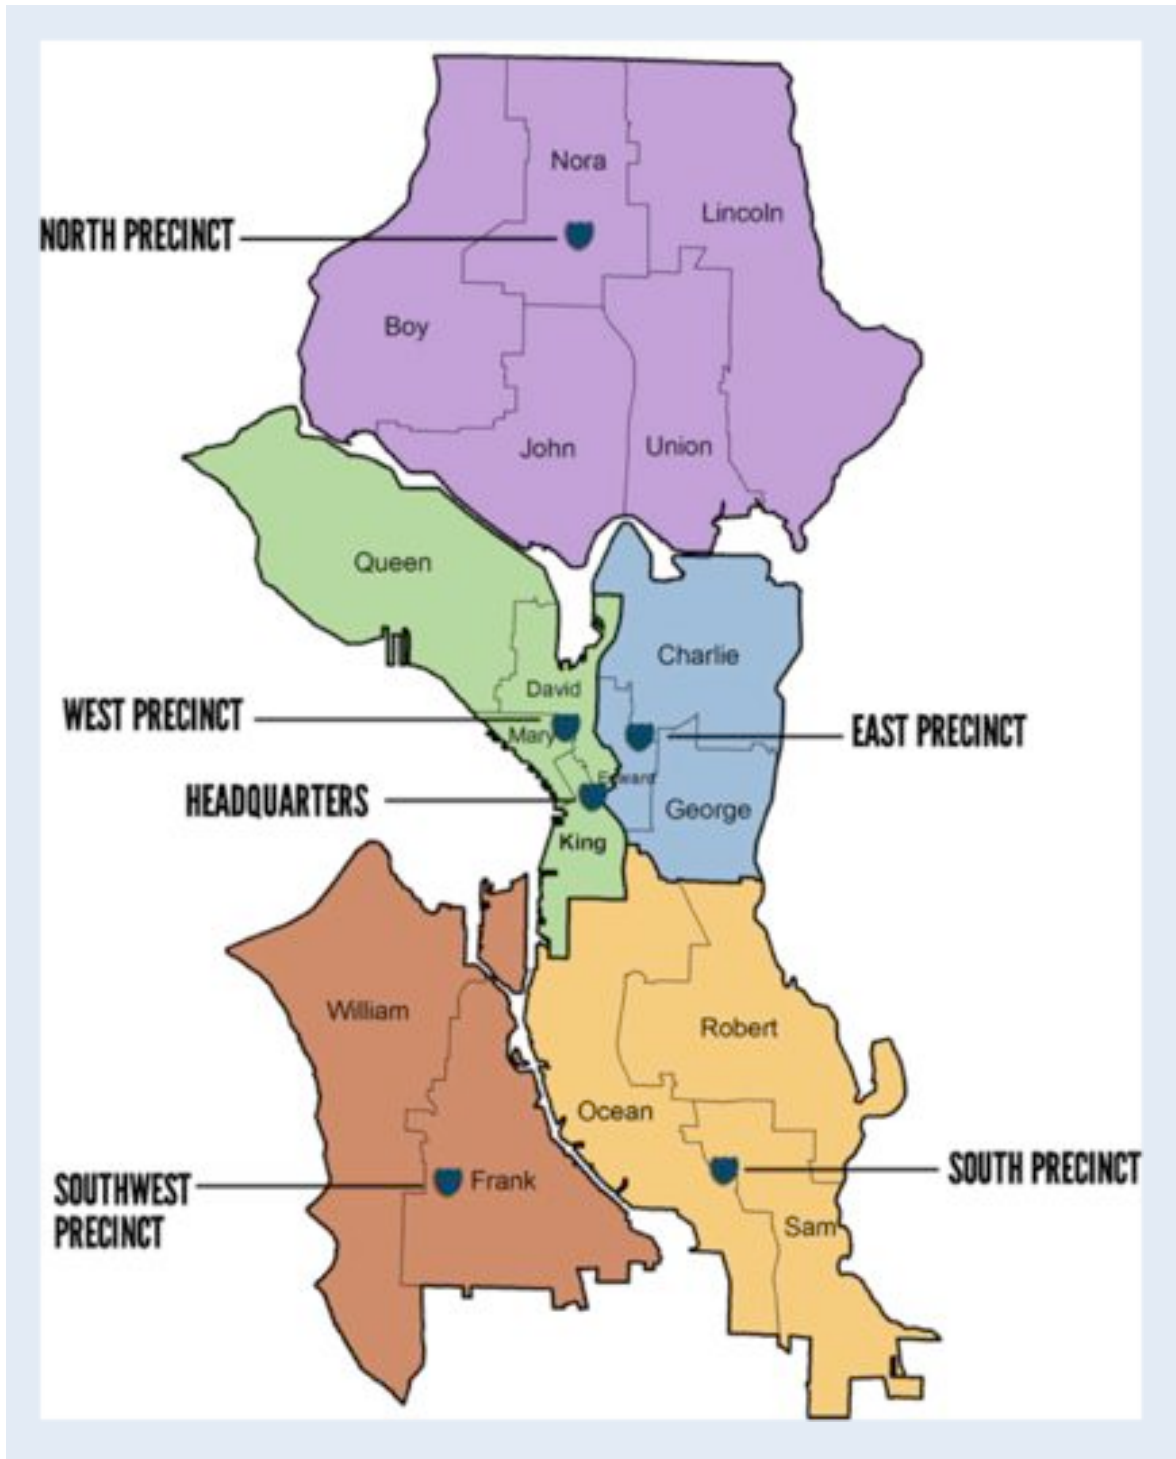 Nora
Lincoln
NORTH PRECINCT
Boy
John
Union
Queen
Charlie
David
WEST PRECINCT
Mary
EAST PRECINCT
Edward
HEADQUARTERS
George
King
William
Robert
Ocean
SOUTHWEST
PRECINCT
Frank
SOUTH PRECINCT
Sam